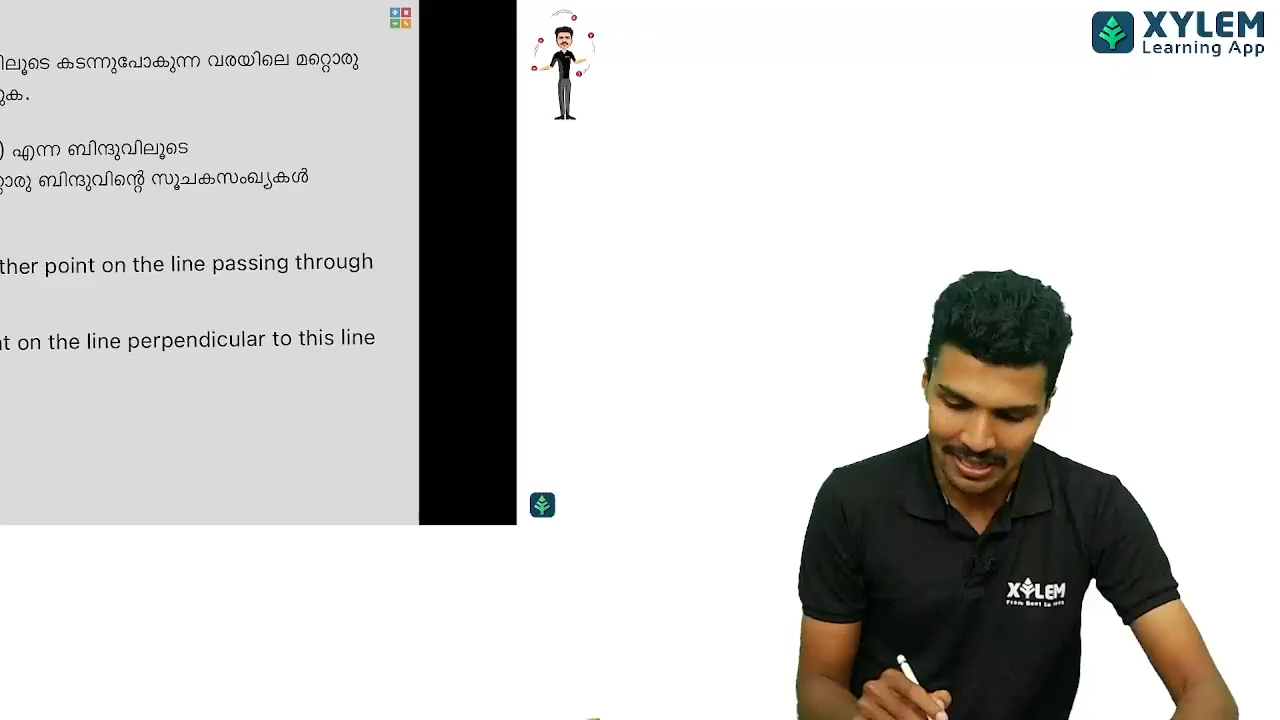 കടന്നുപോകുന്ന വരയിലെ മറ്റൊരു
) എന്ന ബിന്ദുവിലൂടെ
ബിന്ദുവിന്റെ സൂചകസംഖ്യകൾ
ther point on the line passing through
on the line perpendicular to this line
XYLEM
Learning App
XYLEM